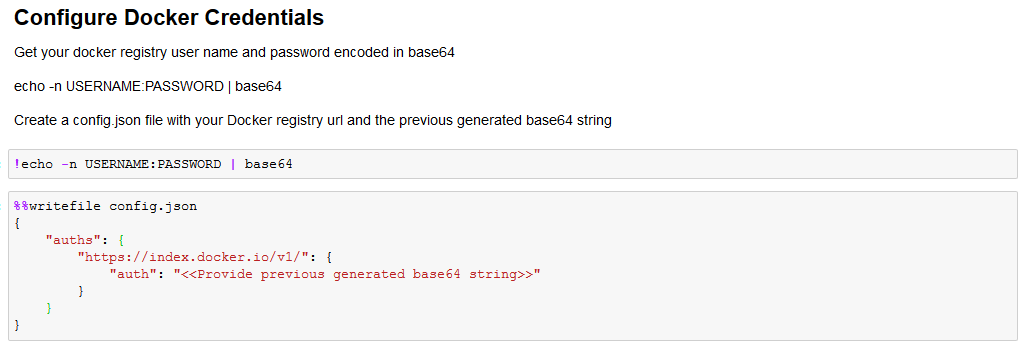 Configure Docker Credentials
Get your docker registry user name and password encoded in base64
echo -n USERNAME:PASSWORD | base64
Create a config.json file with your Docker registry url and the previous generated base64 string
!echo -n USERNAME:PASSWORD | base64
%%writefile config.json
{
    "auths": {
        "https://index.docker.io/v1/": {
            "auth": "<<Provide previous generated base64 string>>"
        }
    }
}